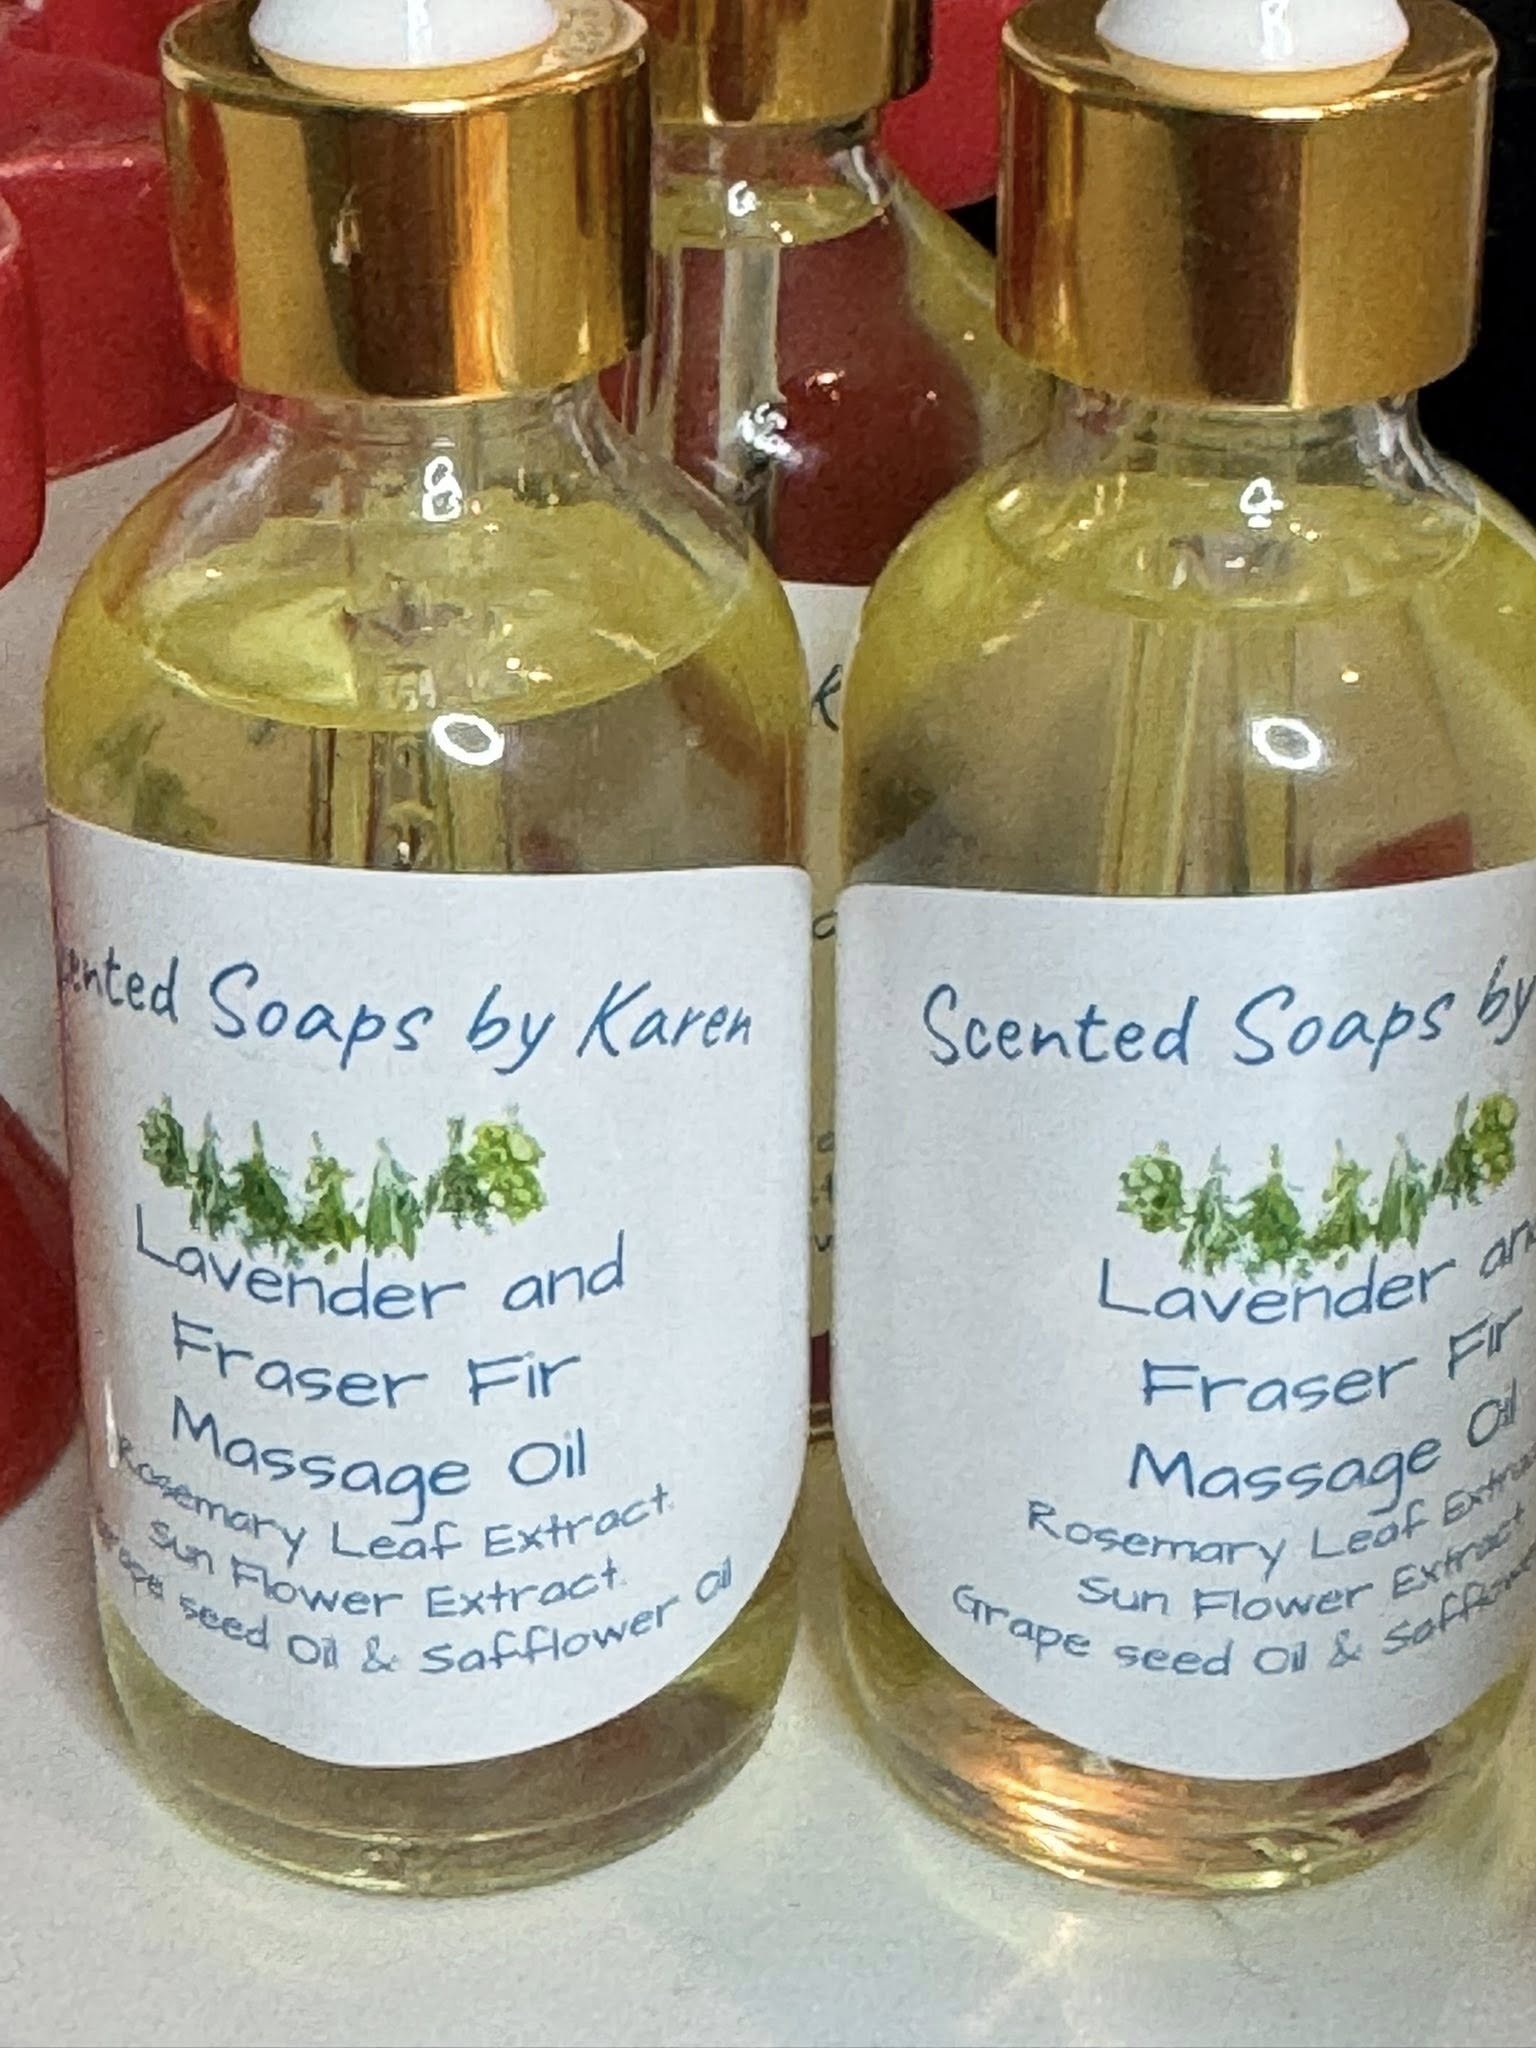 Scented Soaps by Karen
Lavender and
Fraser Fir
Massage Oil
Rosemary Leaf Extract
Sun Flower Extract
Grape seed Oil & Safflower Oil
Scented Soaps by
Lavender and
Fraser Fir
Massage Oil
Rosemary Leaf Extract
Sun Flower Extract
Grape seed Oil & Safflower